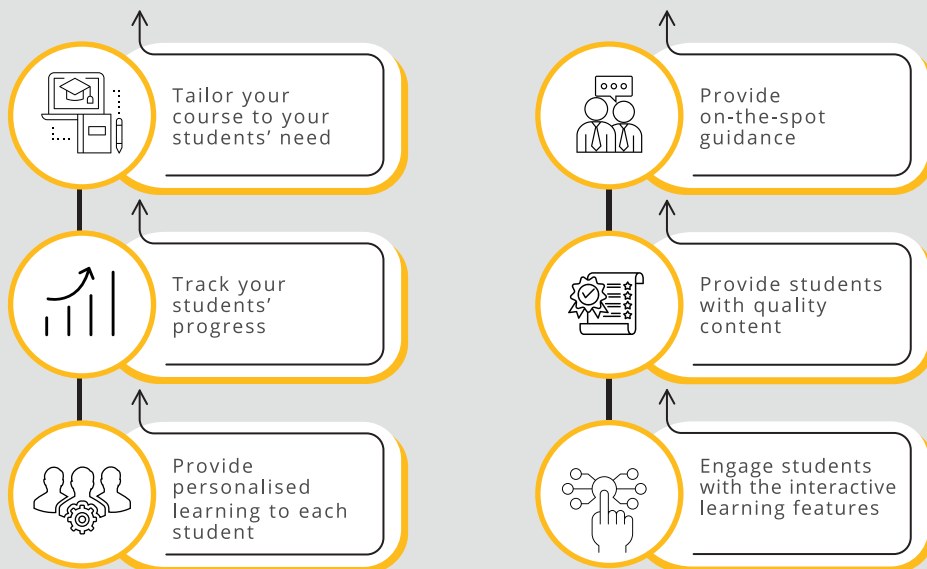 Tailor your
course to your
students’ need
Track your
students’
progress
Provide
personalised
learning to each
student
Provide
on-the-spot
guidance
Provide students
with quality
content
Engage students
with the interactive
learning features